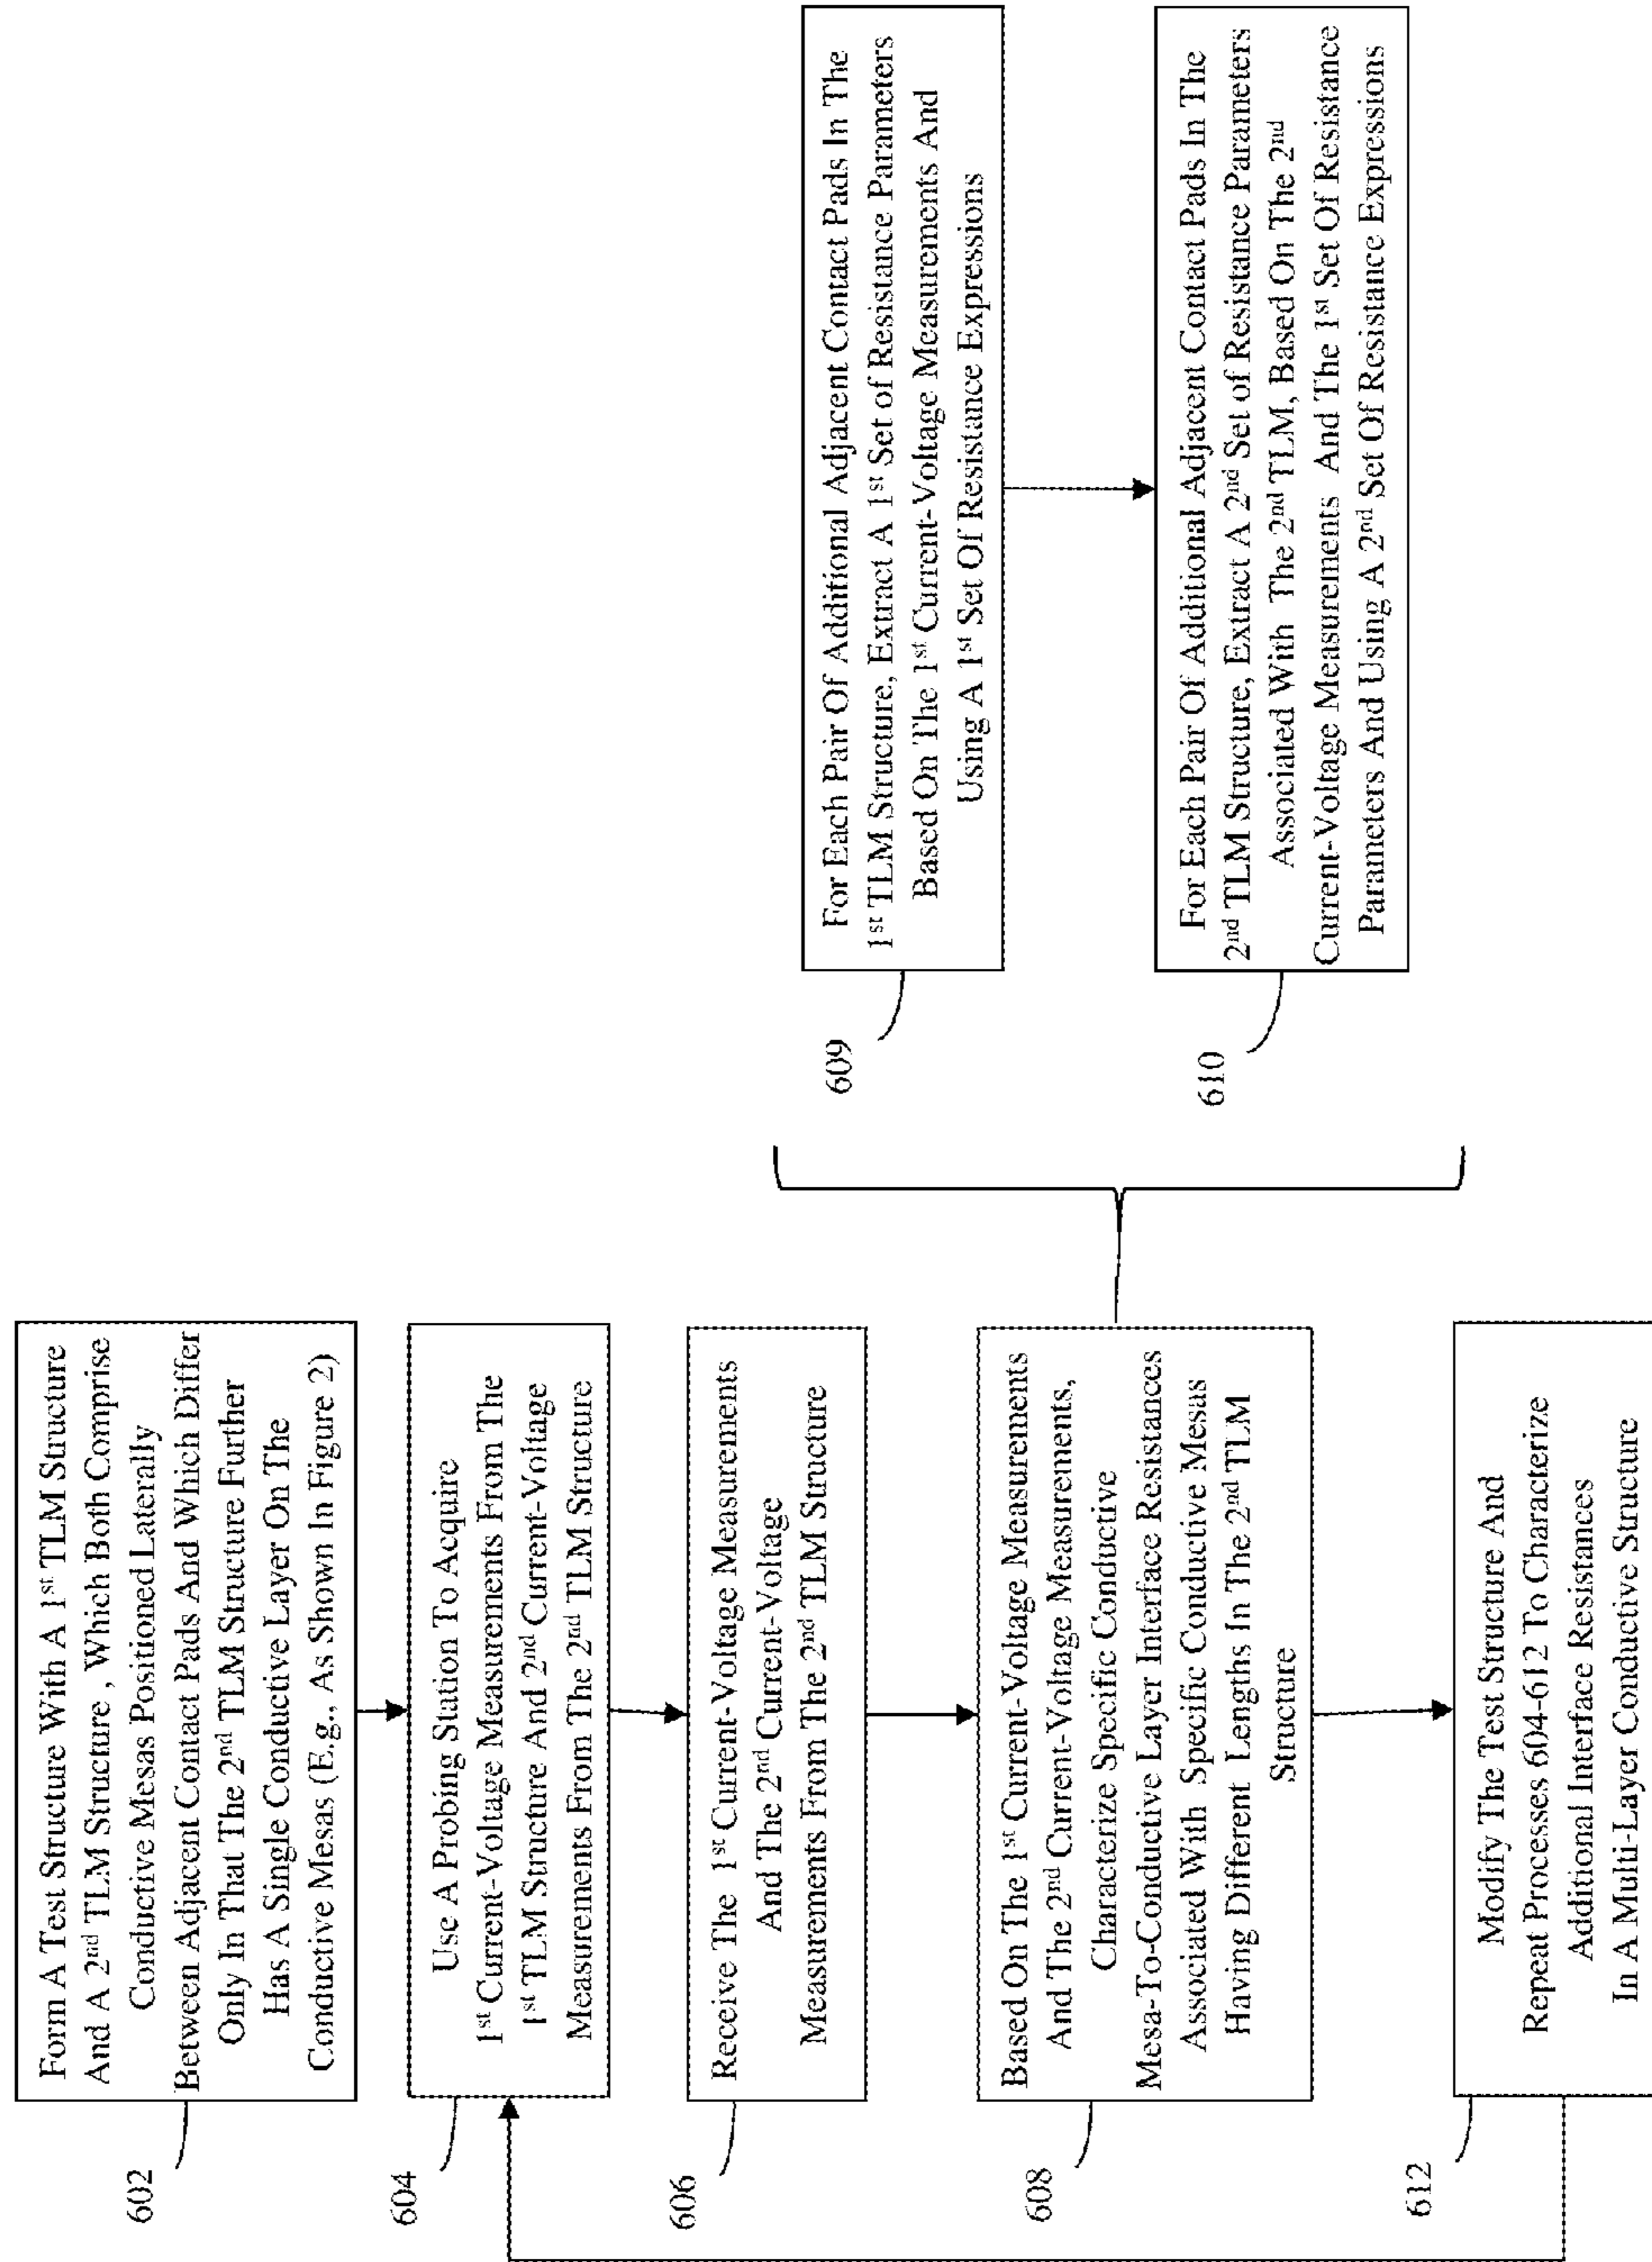 602
Form A Test Structure With A 1st TLM Structure
And A 2nd TLM Structure , Which Both Comprise
Conductive Mesas Positioned Laterally
Between Adjacent Contact Pads And Which Differ
Only In That The 2nd TLM Structure Further
Has A Single Conductive Layer On The
Conductive Mesas (E.g., As Shown In Figure 2)
604
Use A Probing Station To Acquire
1st Current-Voltage Measurements From The
1st TLM Structure And 2nd Current-Voltage
Measurements From The 2nd TLM Structure
606
Receive The 1st Current-Voltage Measurements
And The 2nd Current-Voltage
Measurements From The 2nd TLM Structure
608
Based On The 1st Current-Voltage Measurements
And The 2nd Current-Voltage Measurements,
Characterize Specific Conductive
Mesa-To-Conductive Layer Interface Resistances
Associated With Specific Conductive Mesas
Having Different Lengths In The 2nd TLM
Structure
609
For Each Pair Of Additional Adjacent Contact Pads In The
1st TLM Structure, Extract A 1st Set of Resistance Parameters
Based On The 1st Current-Voltage Measurements And
Using A 1st Set Of Resistance Expressions
610
For Each Pair Of Additional Adjacent Contact Pads In The
2nd TLM Structure, Extract A 2nd Set of Resistance Parameters
Associated With The 2nd TLM, Based On The 2nd
Current-Voltage Measurements And The 1st Set Of Resistance
Parameters And Using A 2nd Set Of Resistance Expressions
612
Modify The Test Structure And
Repeat Processes 604-612 To Characterize
Additional Interface Resistances
In A Multi-Layer Conductive Structure